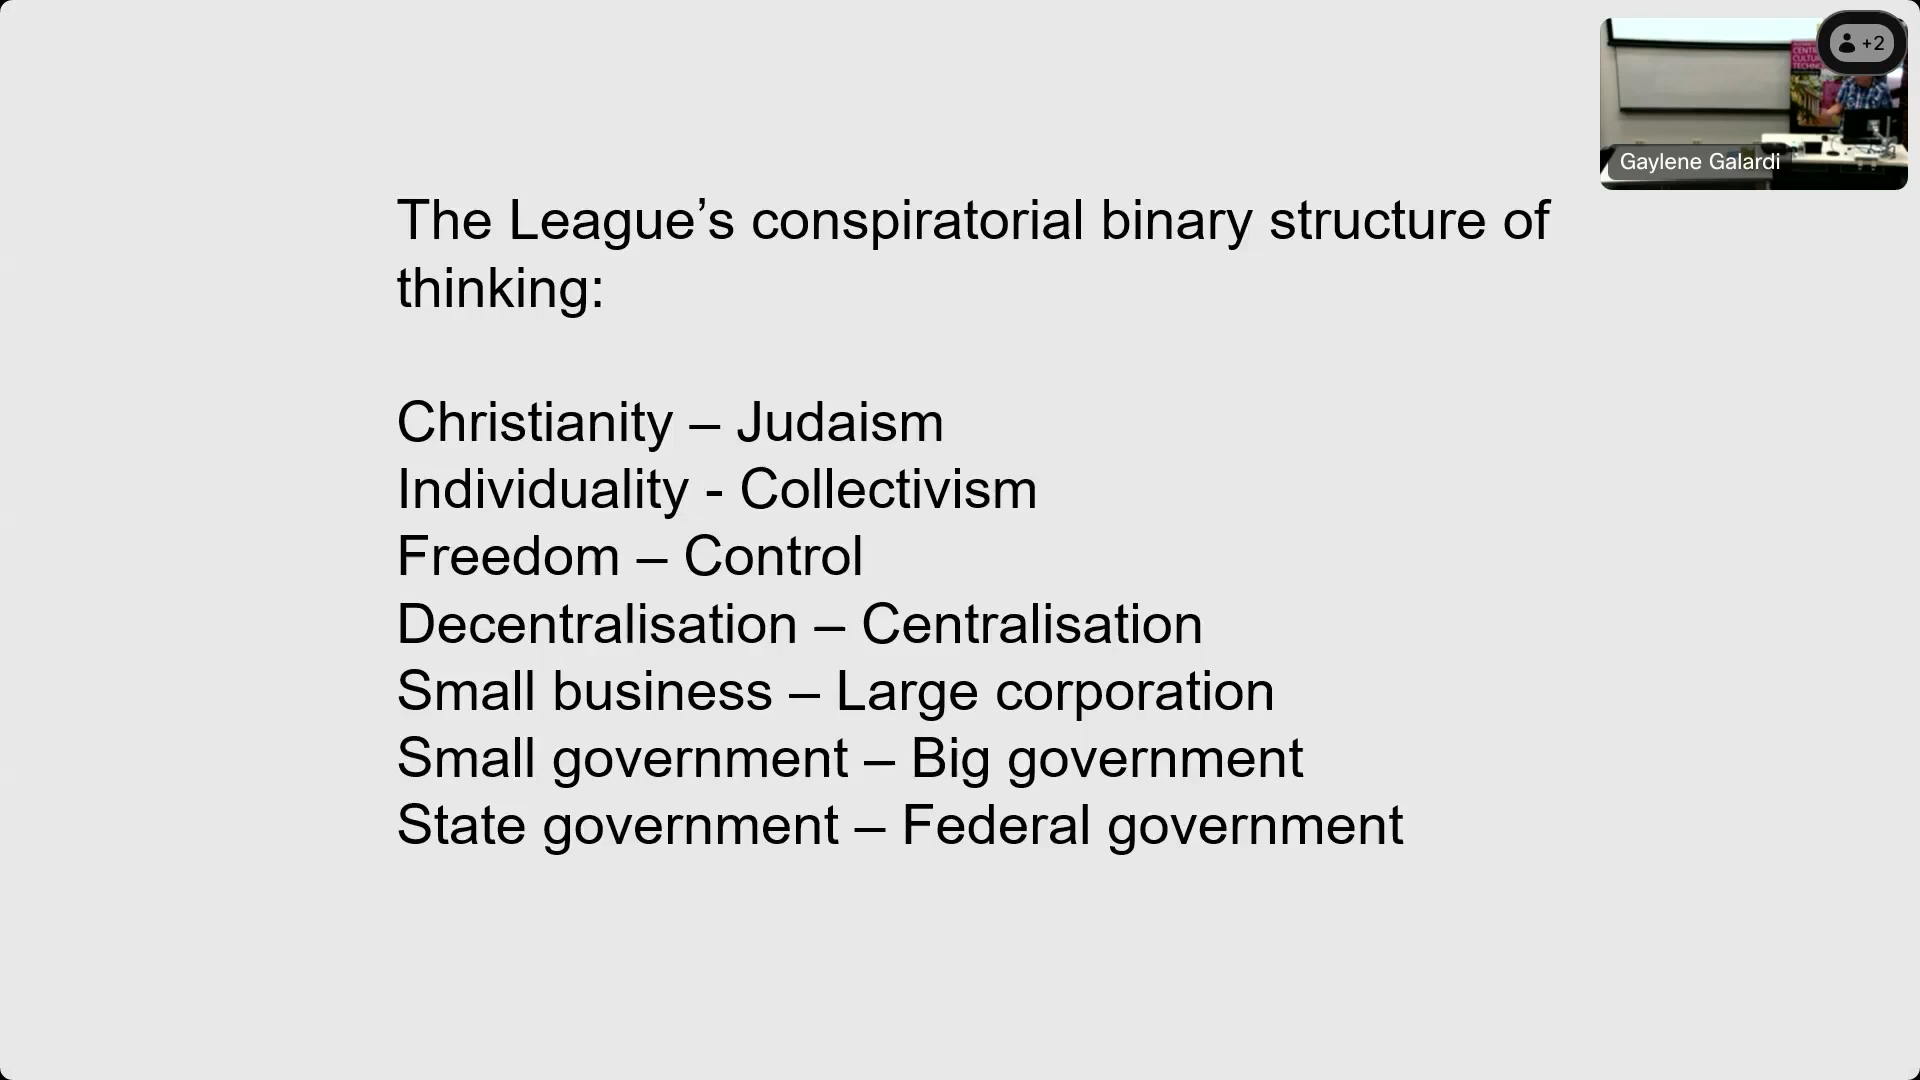 The League’s conspiratorial binary structure of
thinking:
Christianity – Judaism
Individuality - Collectivism
Freedom – Control
Decentralisation – Centralisation
Small business – Large corporation
Small government – Big government
State government – Federal government
+2
Gaylene Galardi